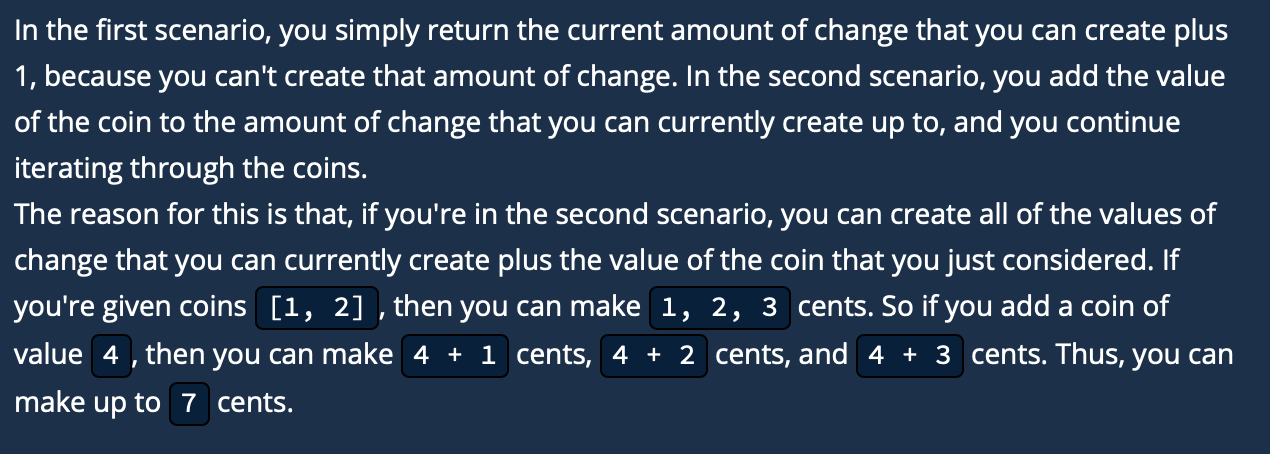 In the first scenario, you simply return the current amount of change that you can create plus
1, because you can't create that amount of change. In the second scenario, you add the value
of the coin to the amount of change that you can currently create up to, and you continue
iterating through the coins.
The reason for this is that, if you're in the second scenario, you can create all of the values of
change that you can currently create plus the value of the coin that you just considered. If
you're given coins [1, 2] , then you can make 1, 2, 3 cents. So if you add a coin of
value 4 , then you can make 4 + 1 cents, 4 + 2 cents, and 4 + 3 cents. Thus, you can
make up to 7 cents.